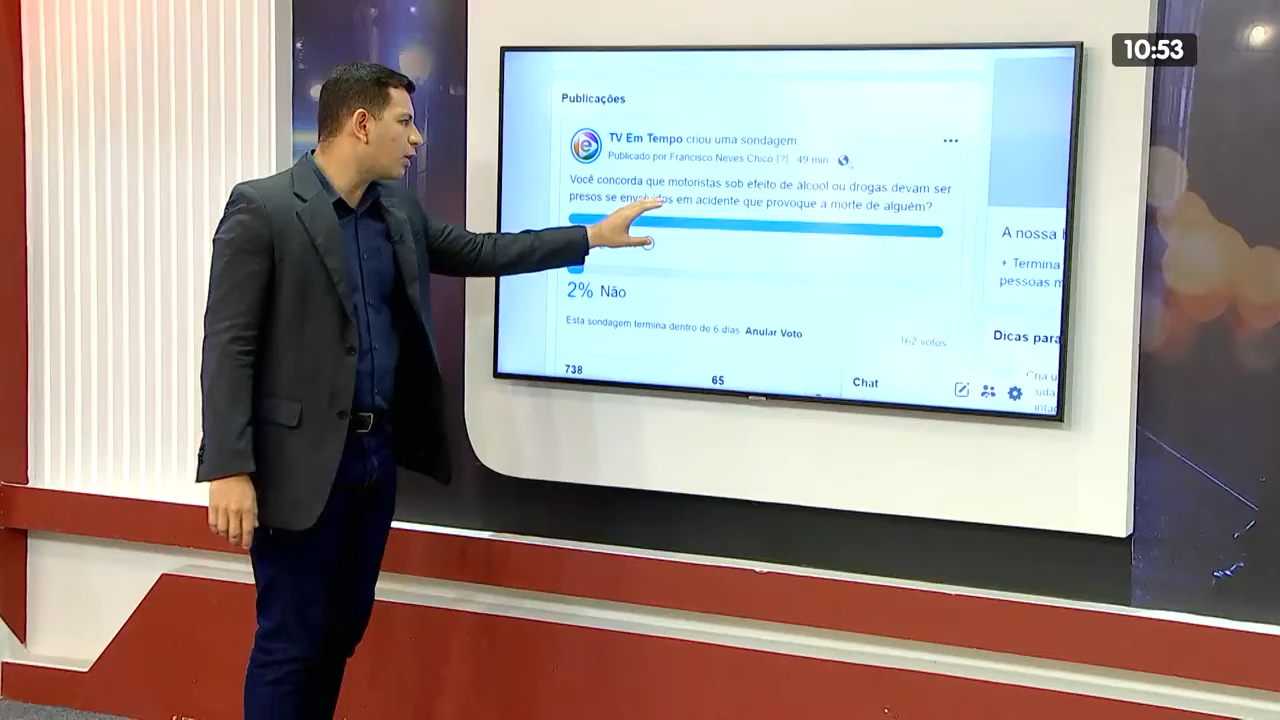 10:53
Publicações
TV Em Tempo criou uma sondagem.
Publicado por Francisco Neves Chico [?] 49 min
Você concorda que motoristas sob efeito de álcool ou drogas devam ser
presos se envolvidos em acidente que provoque a morte de alguém?
2% Não
Esta sondagem termina dentro de 6 dias Anular Voto
162 votos
738
65
Chat
A nossa
+ Termina
pessoas
Dicas para
Cria